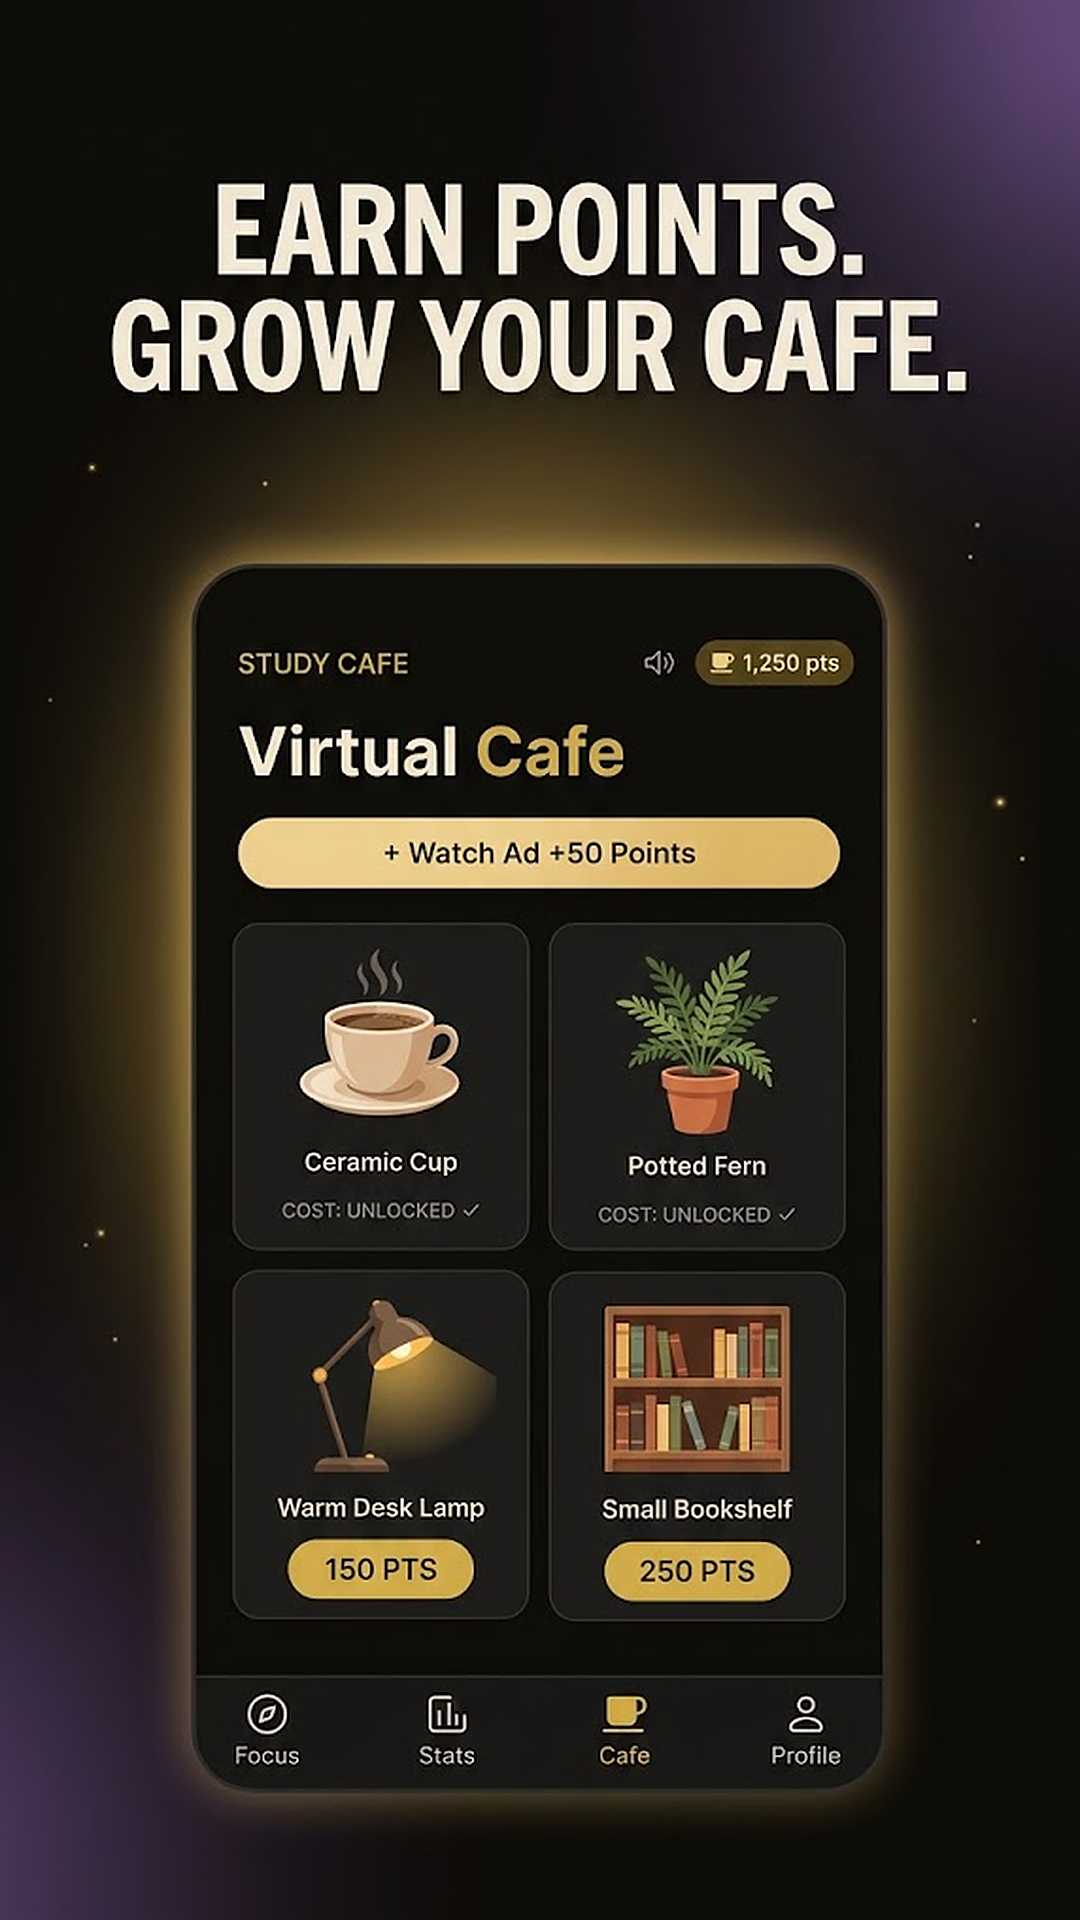 EARN POINTS.
GROW YOUR CAFE.
STUDY CAFE
1,250 pts
Virtual Cafe
+ Watch Ad +50 Points
Ceramic Cup
COST: UNLOCKED ✓
Potted Fern
COST: UNLOCKED ✓
Warm Desk Lamp
150 PTS
Small Bookshelf
250 PTS
Focus
Stats
Cafe
Profile